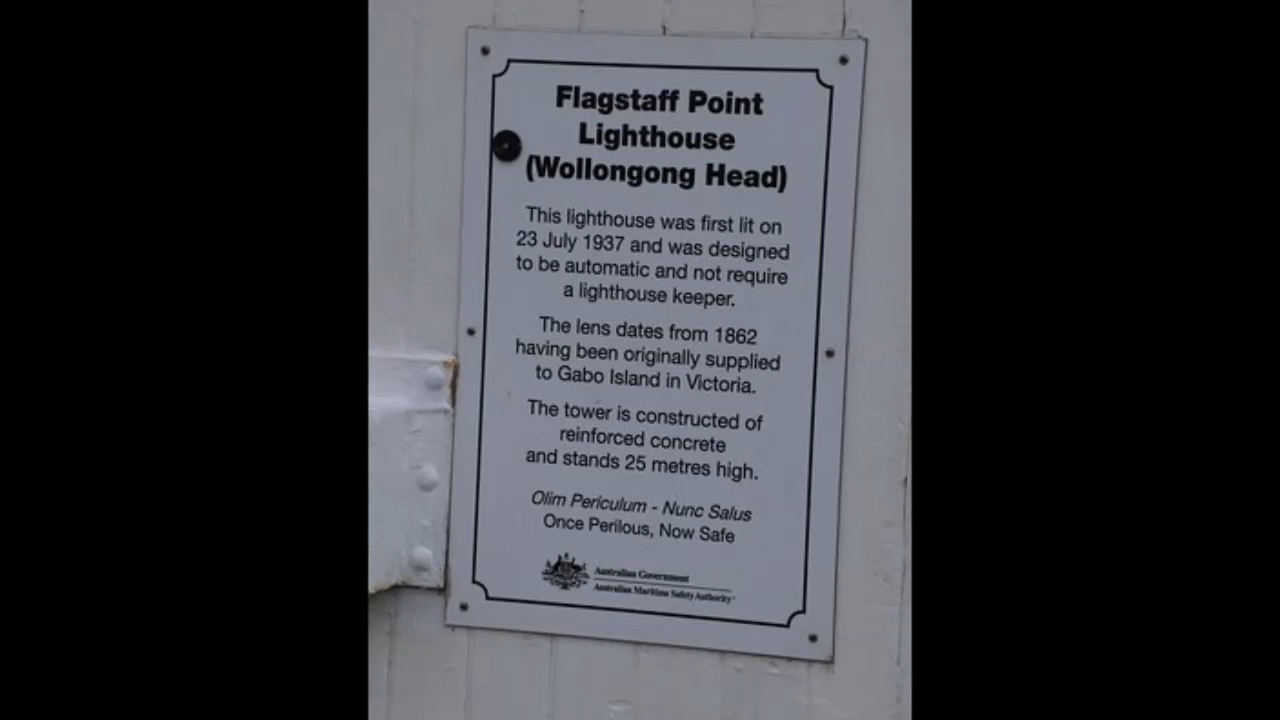 Flagstaff Point
Lighthouse
(Wollongong Head)
This lighthouse was first lit on
23 July 1937 and was designed
to be automatic and not require
a lighthouse keeper.
The lens dates from 1862
having been originally supplied
to Gabo Island in Victoria.
The tower is constructed of
reinforced concrete
and stands 25 metres high.
Olim Periculum - Nunc Salus
Once Perilous, Now Safe
Australian Government
Australian Maritime Safety Authority